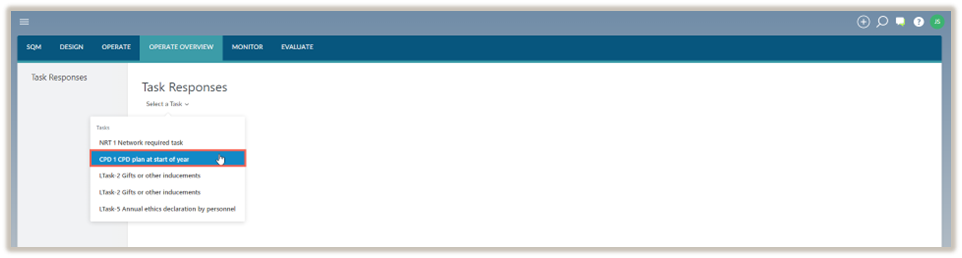 JS
SQM DESIGN OPERATE OPERATE OVERVIEW MONITOR EVALUATE
Task Responses
Task Responses
Select a Task
Tasks
NRT 1 Network required task
CPD 1 CPD plan at start of year
LTask-2 Gifts or other inducements
LTask-2 Gifts or other inducements
LTask-5 Annual ethics declaration by personnel